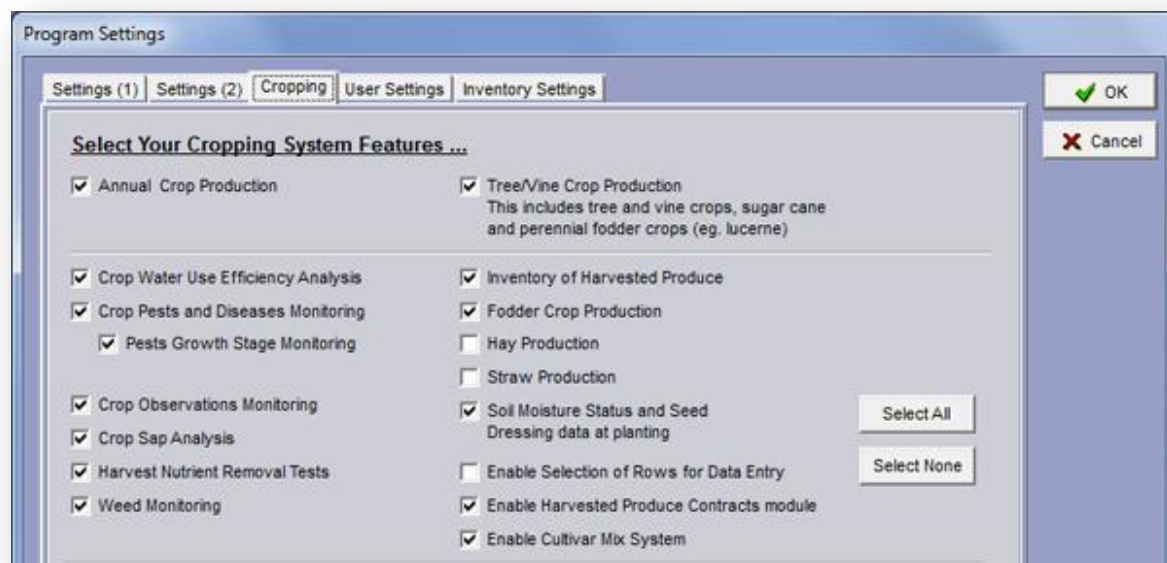 Program Settings
Settings (1) Settings (2) Cropping User Settings Inventory Settings
OK
Cancel
Select Your Cropping System Features ...
Annual Crop Production
Tree/Vine Crop Production
This includes tree and vine crops, sugar cane
and perennial fodder crops (eg. lucerne)
Crop Water Use Efficiency Analysis
Crop Pests and Diseases Monitoring
Pests Growth Stage Monitoring
Crop Observations Monitoring
Crop Sap Analysis
Harvest Nutrient Removal Tests
Weed Monitoring
Inventory of Harvested Produce
Fodder Crop Production
Hay Production
Straw Production
Soil Moisture Status and Seed
Dressing data at planting
Enable Selection of Rows for Data Entry
Enable Harvested Produce Contracts module
Enable Cultivar Mix System
Select All
Select None